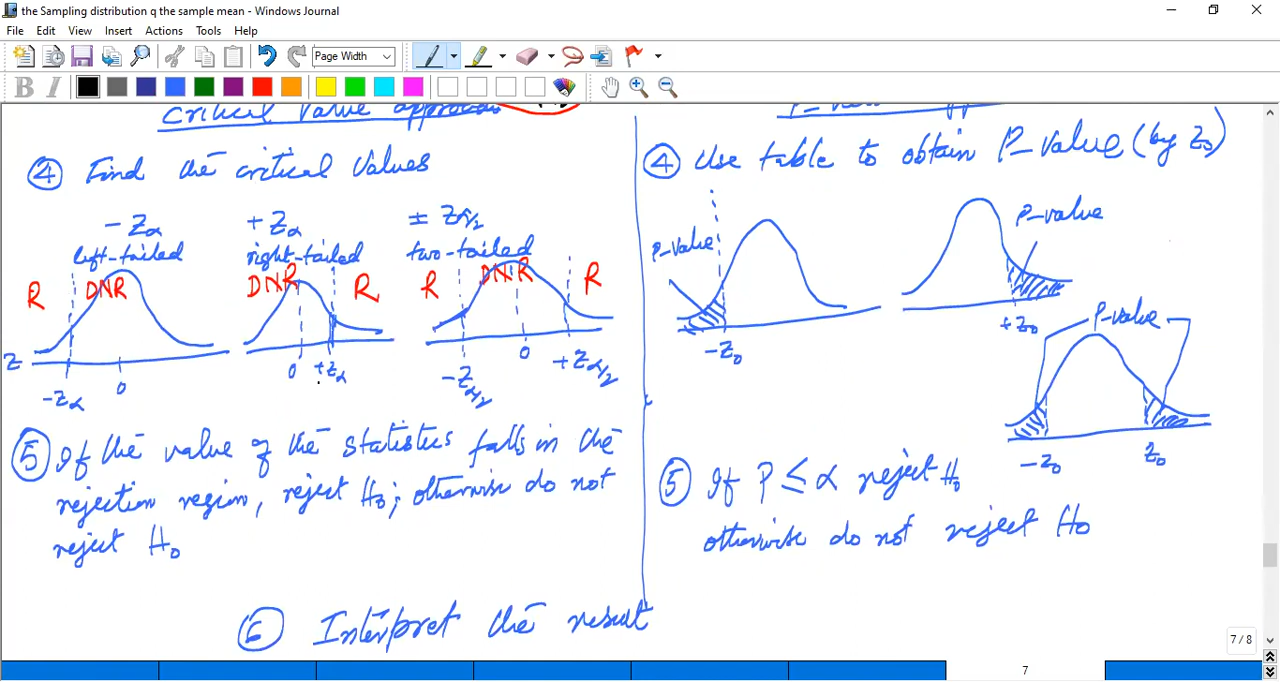 the Sampling distribution q the sample mean - Windows Journal
File Edit View Insert Actions Tools Help
Page Width
B I
Critical Value approach
④ Find the critical Values
-Zα +Zα ± Zα/2
left-tailed right-tailed two-tailed
R DNR DNR R R DNR R
Z -Zα 0 0 +Zα -Zα/2 0 +Zα/2
⑤ If the value of the statistics falls in the
rejection region, reject H₀; otherwise do not
reject H₀
④ Use table to obtain P-Value (by Z₀)
P-value P-value
-Z₀ +Z₀
P-value
-Z₀ Z₀
⑤ If P ≤ α reject H₀
otherwise do not reject H₀
⑥ Interpret the result
7 / 8
7